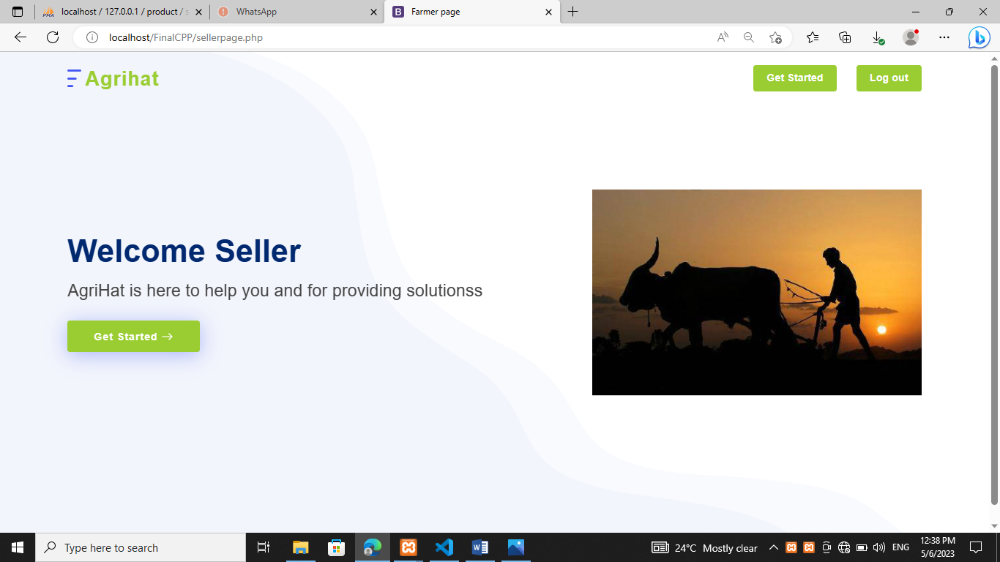 localhost / 127.0.0.1 / product / s
WhatsApp
Farmer page
localhost/FinalCPP/sellerpage.php
Agrihat
Get Started
Log out
Welcome Seller
AgriHat is here to help you and for providing solutionss
Get Started →
Type here to search
24°C Mostly clear
ENG
12:38 PM
5/6/2023